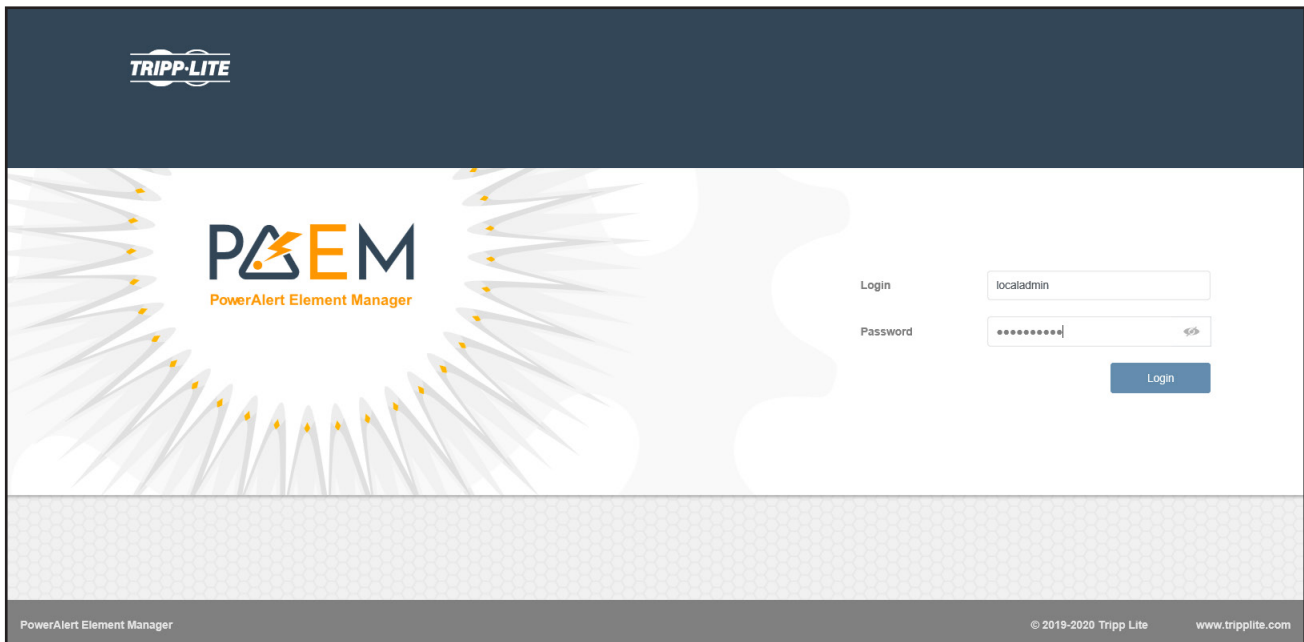 TRIPP·LITE
PAEM
PowerAlert Element Manager
Login
localadmin
Password
••••••••••
Login
PowerAlert Element Manager
© 2019-2020 Tripp Lite
www.tripplite.com